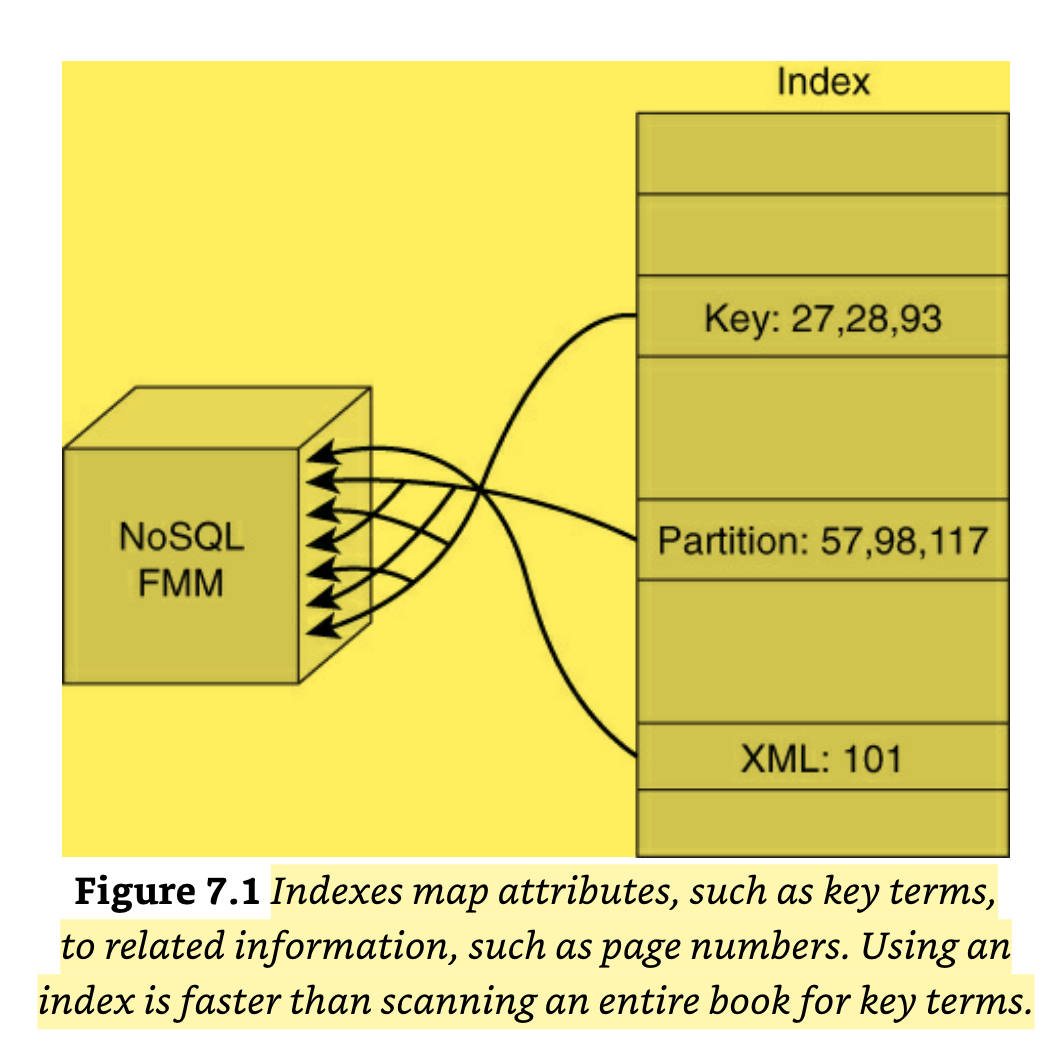 Index
Key: 27,28,93
NoSQL
FMM
Partition: 57,98,117
XML: 101
Figure 7.1 Indexes map attributes, such as key terms,
to related information, such as page numbers. Using an
index is faster than scanning an entire book for key terms.